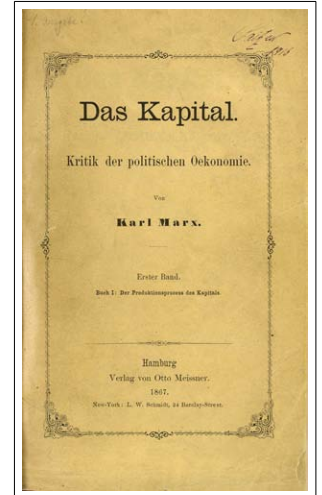 Das Kapital.
Kritik der politischen Oekonomie.
Von
Karl Marx.
Erster Band.
Buch I: Der Produktionsprocess des Kapitals.
Hamburg
Verlag von Otto Meissner.
1867.
New-York: L. W. Schmidt, 24 Barclay-Street.